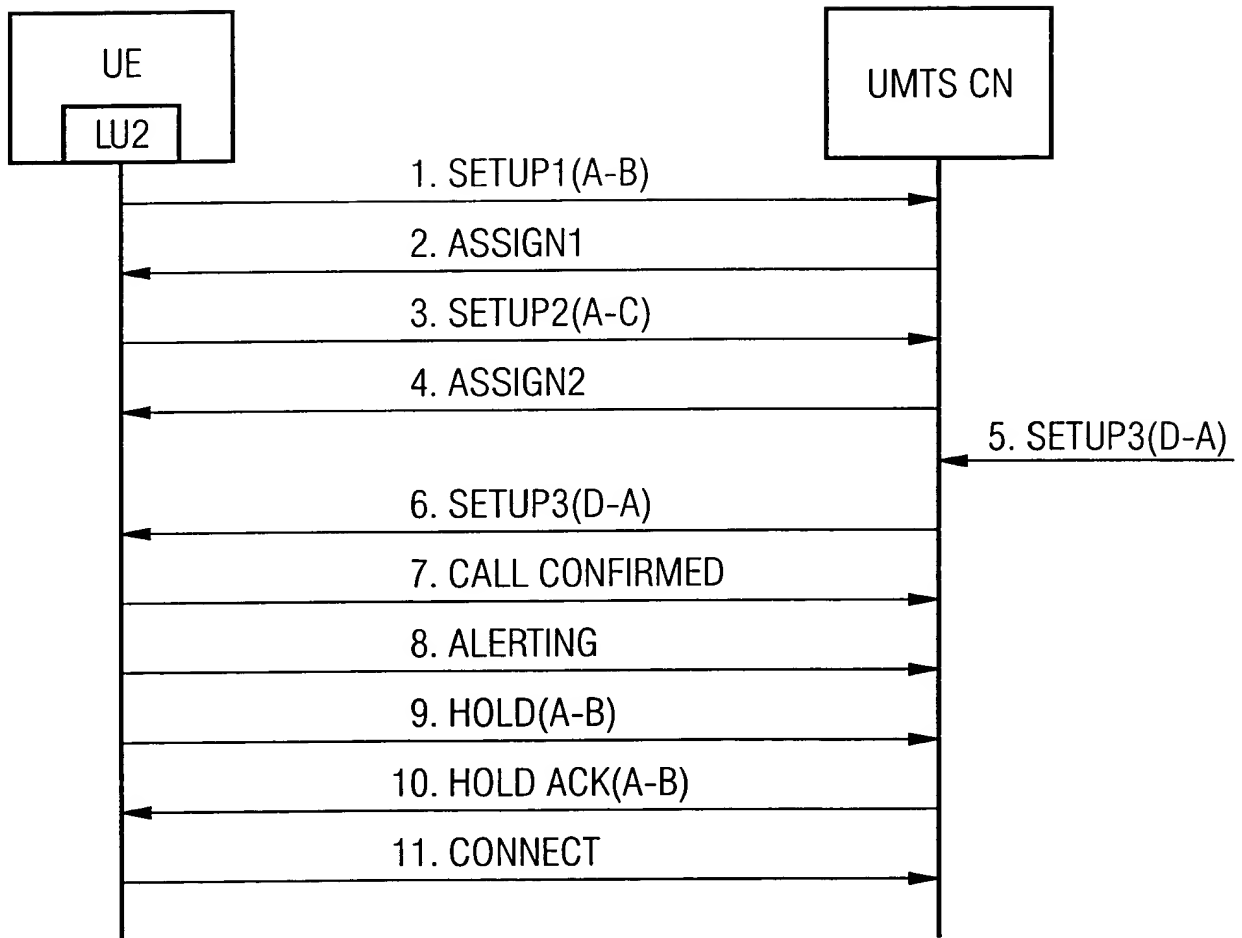 UE
LU2
UMTS CN
1. SETUP1(A-B)
2. ASSIGN1
3. SETUP2(A-C)
4. ASSIGN2
5. SETUP3(D-A)
6. SETUP3(D-A)
7. CALL CONFIRMED
8. ALERTING
9. HOLD(A-B)
10. HOLD ACK(A-B)
11. CONNECT